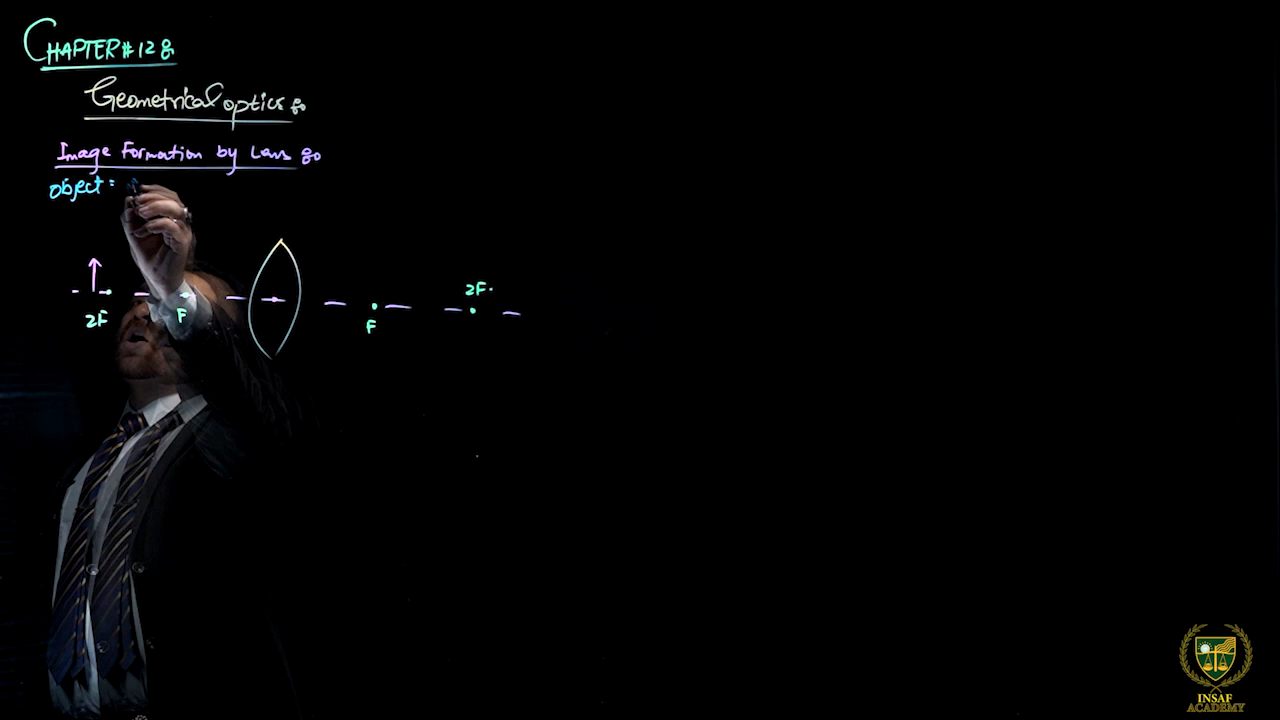 CHAPTER # 12 :
Geometrical optics :
Image Formation by Lens :
object :
2F
F
F
2F
INSAF
ACADEMY